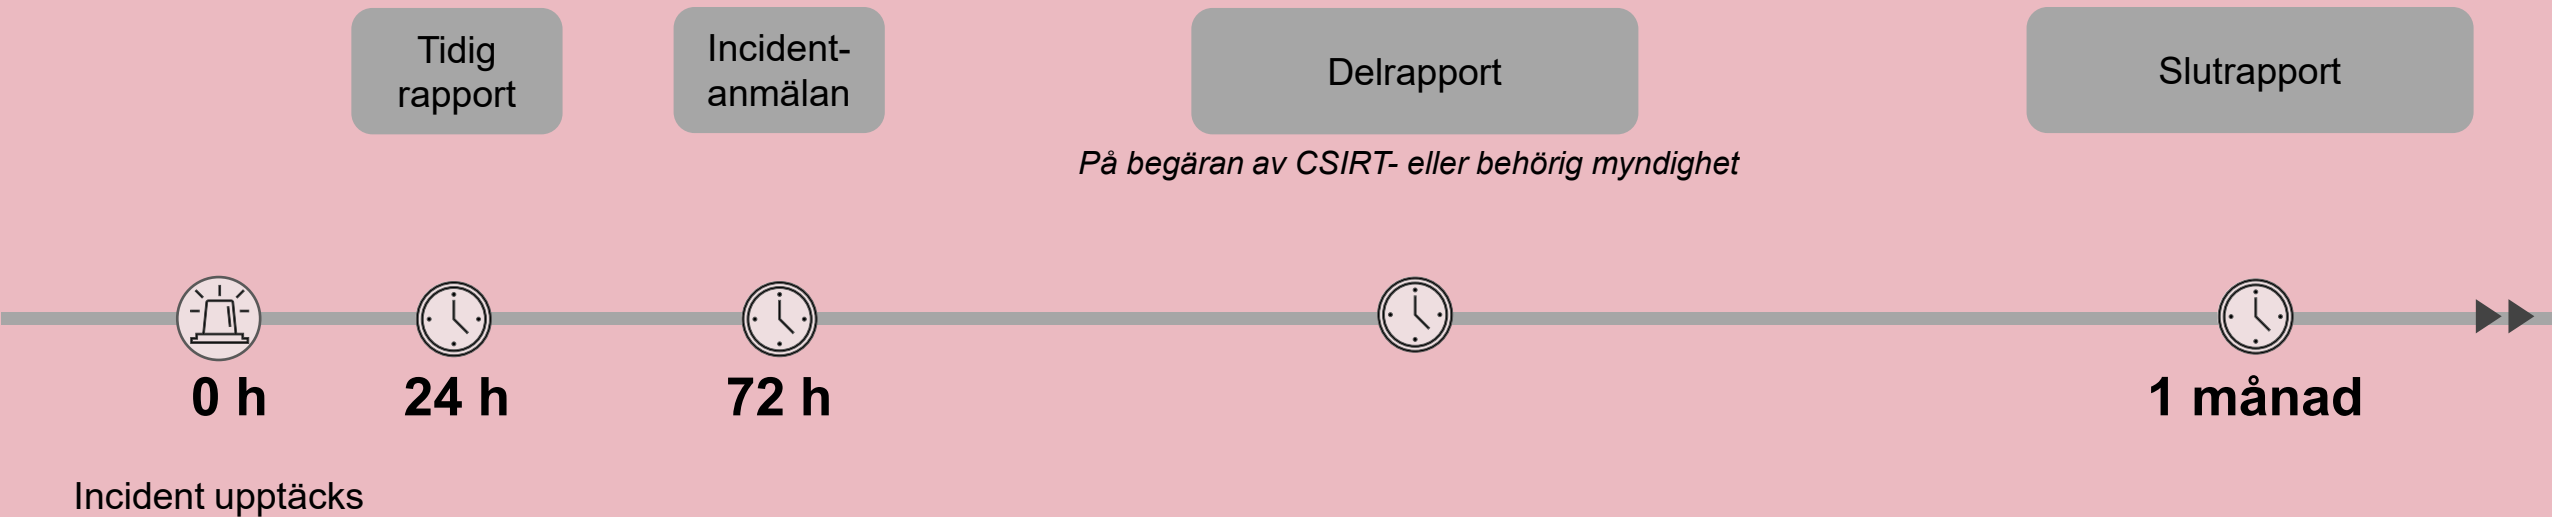 Tidig
rapport
Incident-
anmälan
Delrapport
Slutrapport
På begäran av CSIRT- eller behörig myndighet
0 h
24 h
72 h
1 månad
Incident upptäcks